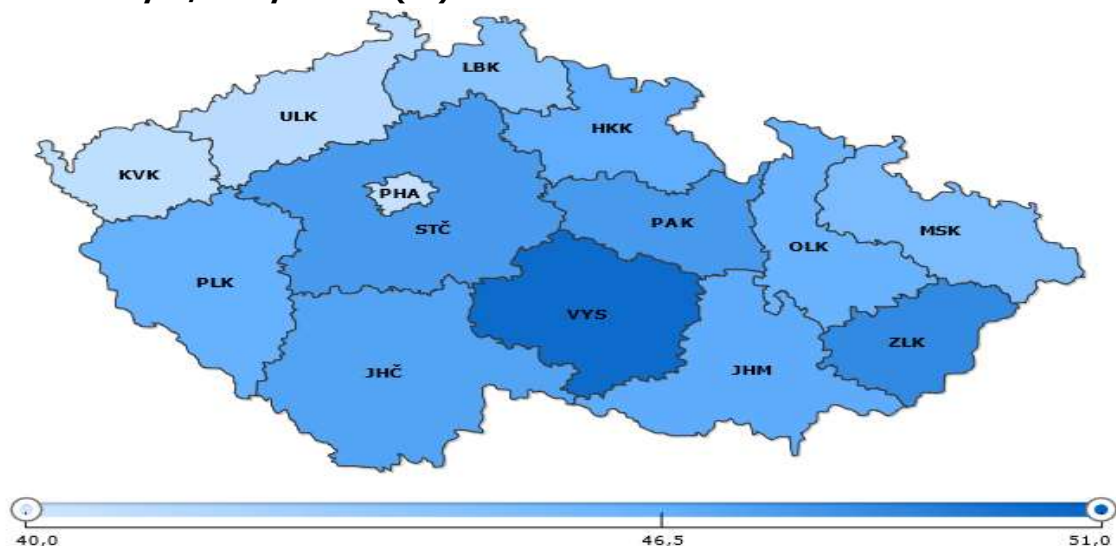 LBK
ULK
HKK
KVK
PHA
STČ
PAK
OLK
MSK
PLK
VYS
ZLK
JHČ
JHM
40,0 46,5 51,0